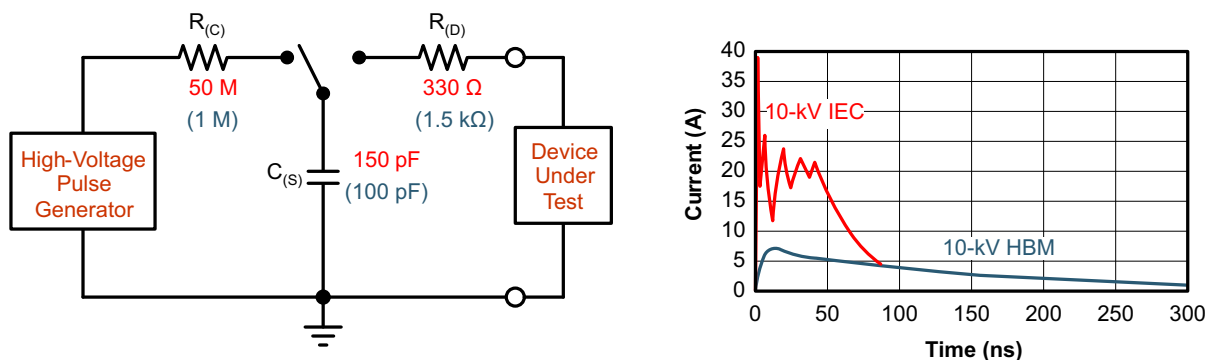 R(C)
50 M
(1 M)
R(D)
330 Ω
(1.5 kΩ)
High-Voltage
Pulse
Generator
C(S)
150 pF
(100 pF)
Device
Under
Test
Current (A)
40
35
30
25
20
15
10
5
0
10-kV IEC
10-kV HBM
0
50
100
150
200
250
300
Time (ns)